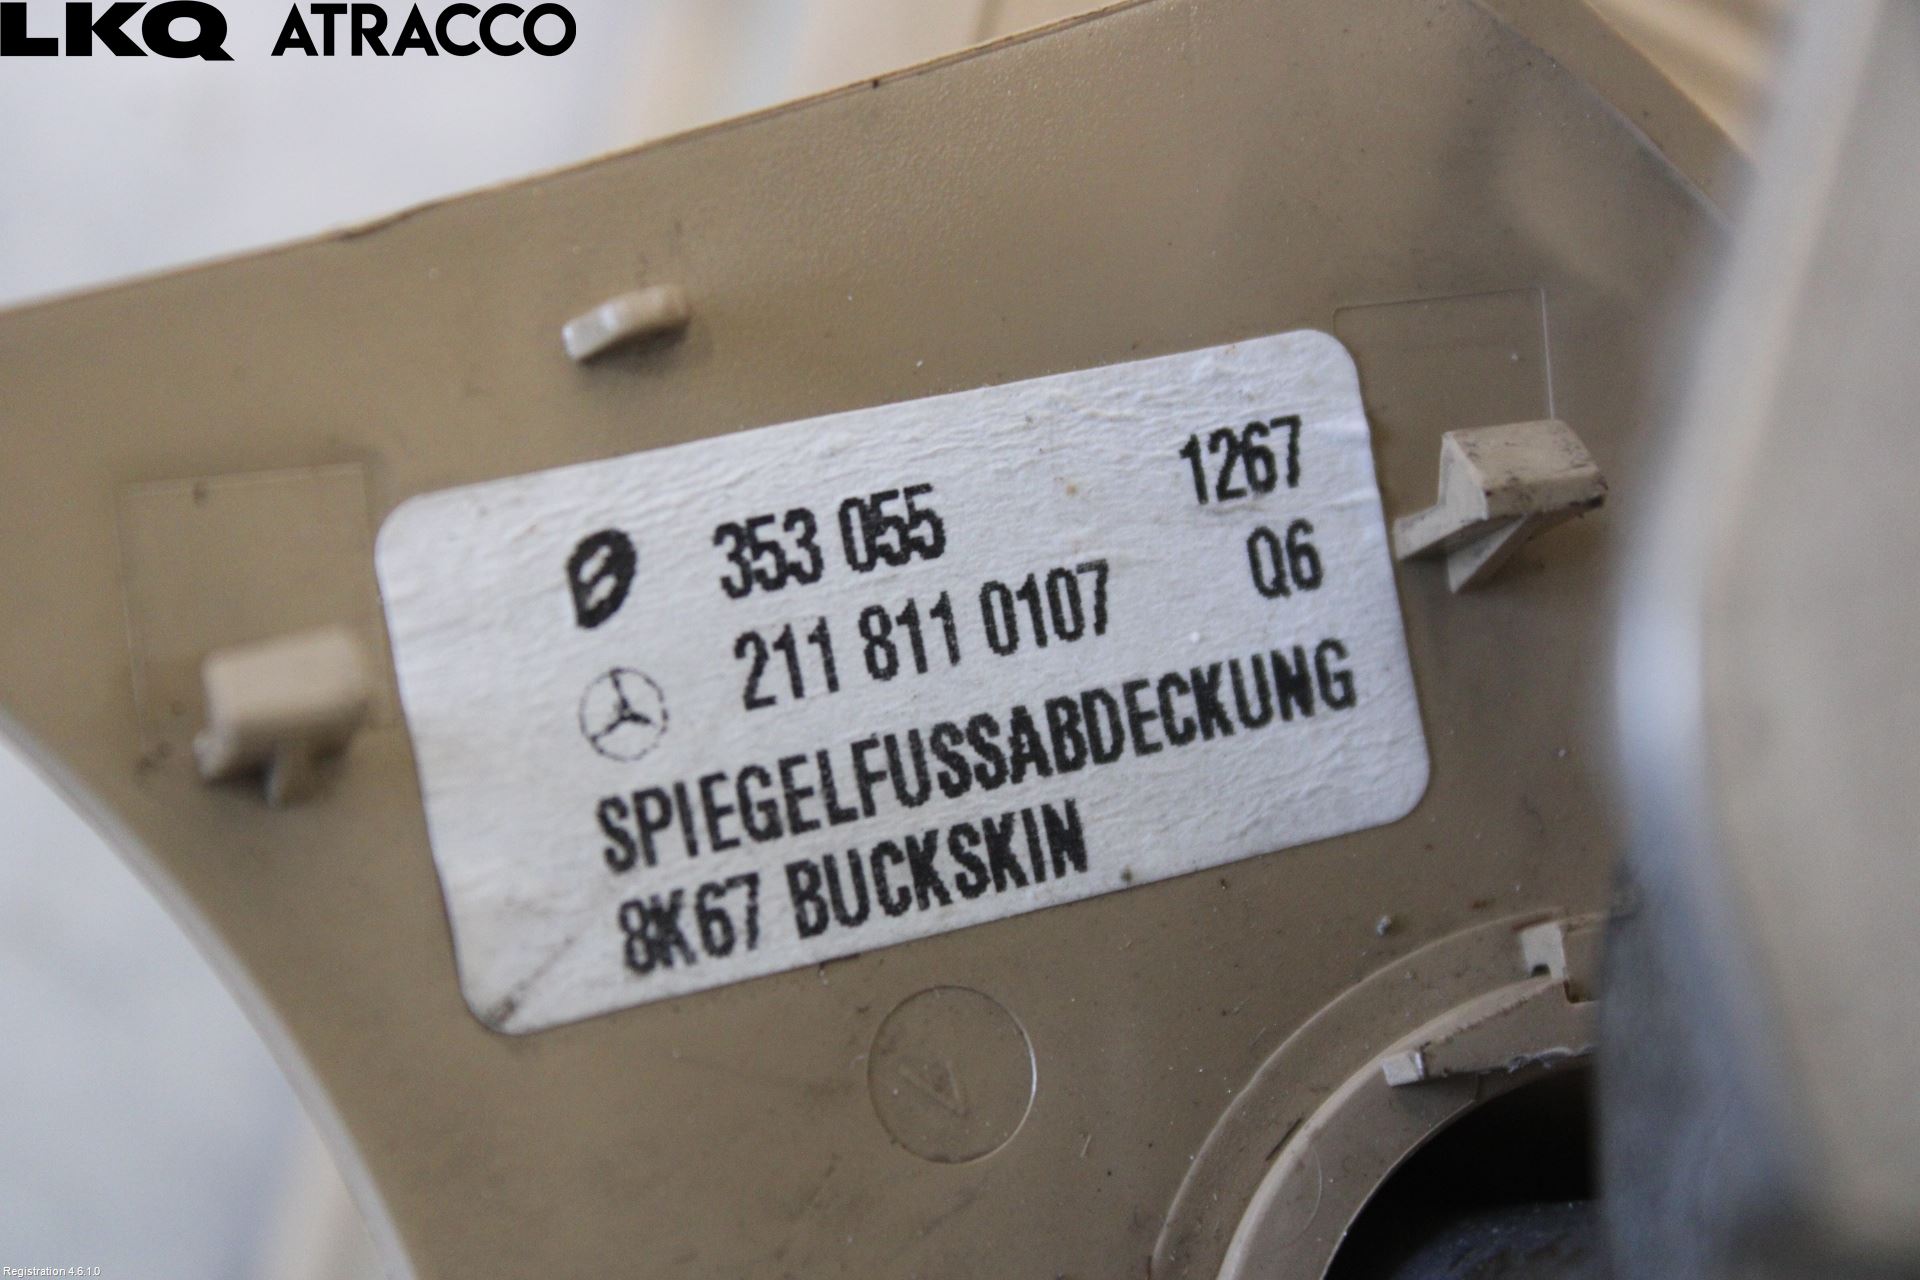 LKQ ATRACCO
353 055 1267
211 811 0107 Q6
SPIEGELFUSSABDECKUNG
8K67 BUCKSKIN
V
Registration 4.6.1.0